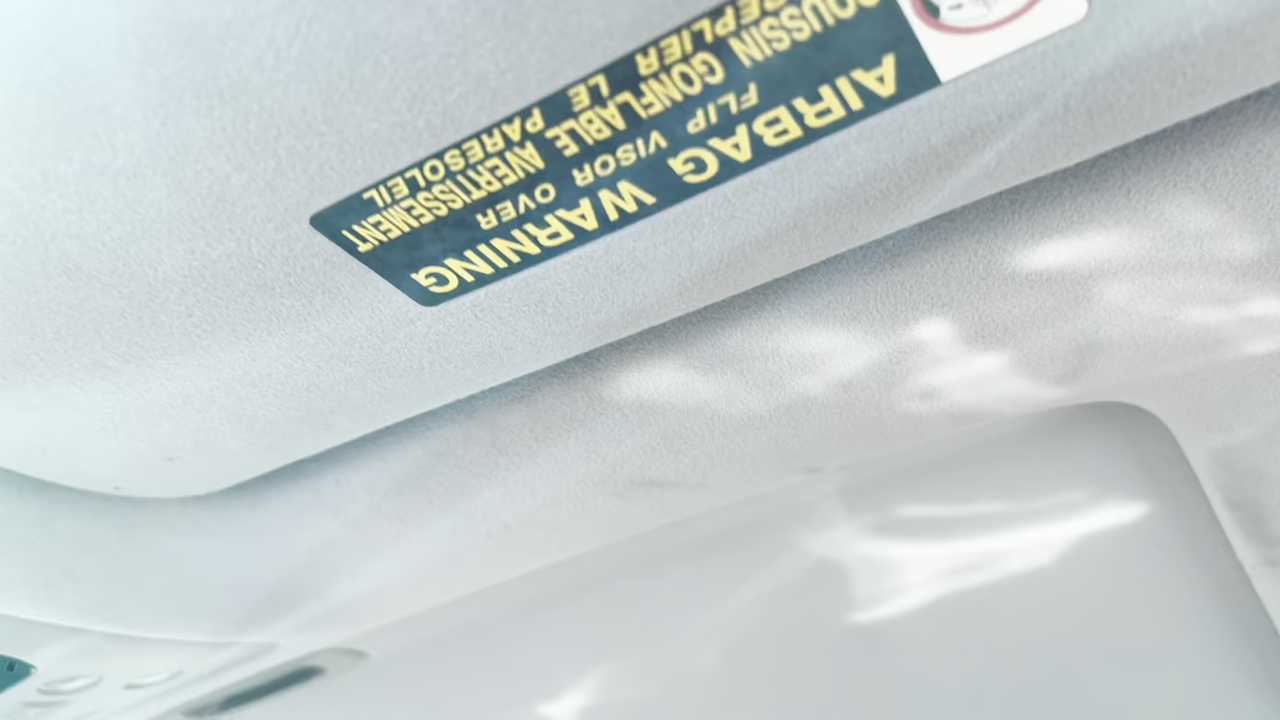 AIRBAG WARNING
FLIP VISOR OVER
COUSSIN GONFLABLE AVERTISSEMENT
REPLIER LE PARESOLEIL